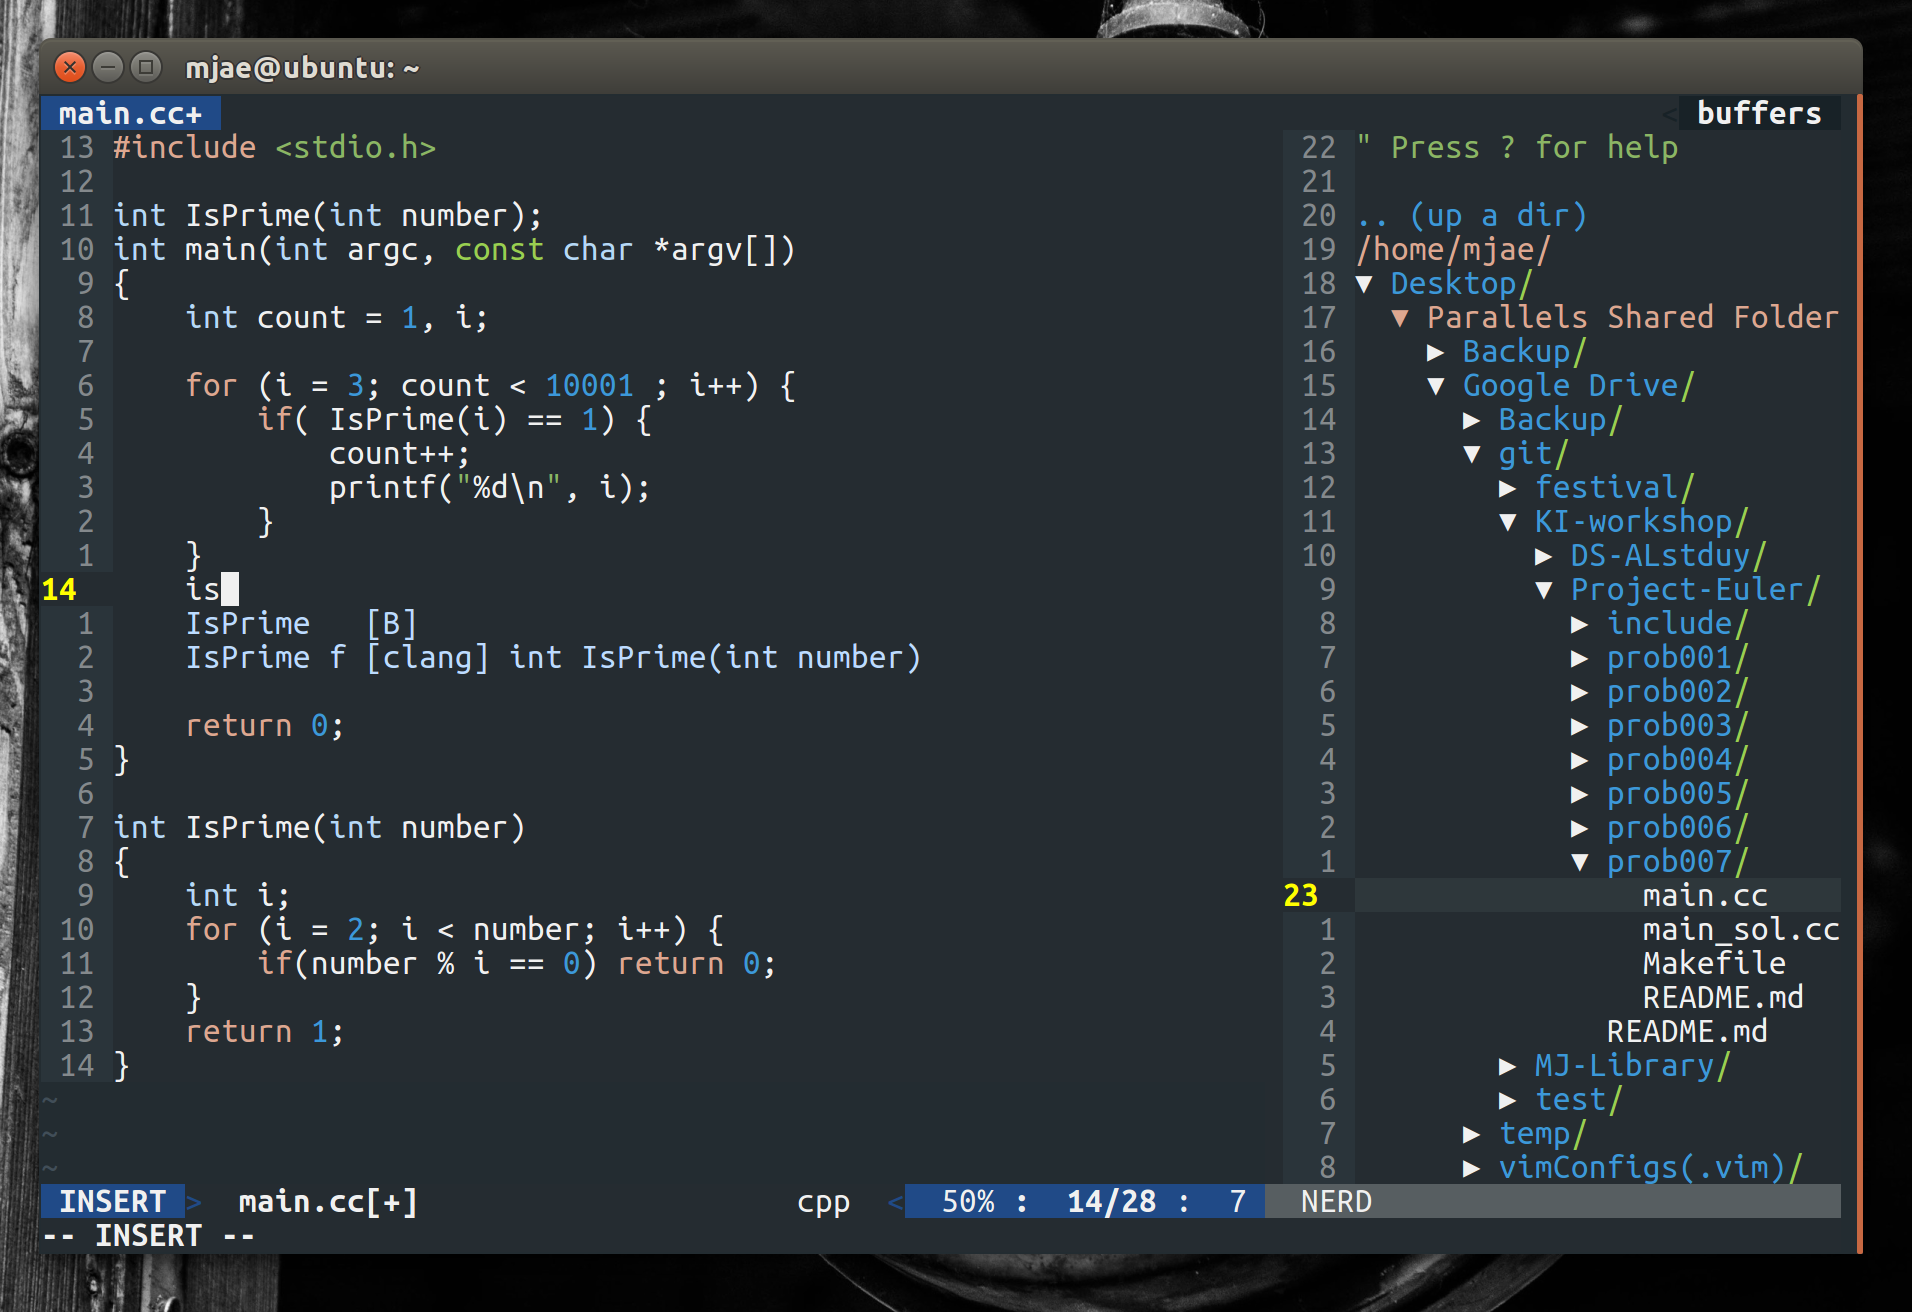 mjae@ubuntu: ~
main.cc+
< buffers
13 #include <stdio.h>
12
11 int IsPrime(int number);
10 int main(int argc, const char *argv[])
9 {
8     int count = 1, i;
7
6     for (i = 3; count < 10001 ; i++) {
5         if( IsPrime(i) == 1) {
4             count++;
3             printf("%d\n", i);
2         }
1     }
14     is
1     IsPrime   [B]
2     IsPrime f [clang] int IsPrime(int number)
3
4     return 0;
5 }
6
7 int IsPrime(int number)
8 {
9     int i;
10     for (i = 2; i < number; i++) {
11         if(number % i == 0) return 0;
12     }
13     return 1;
14 }
~
~
~
22 " Press ? for help
21
20 .. (up a dir)
19 /home/mjae/
18 ▼ Desktop/
17   ▼ Parallels Shared Folder
16     ▶ Backup/
15     ▼ Google Drive/
14       ▶ Backup/
13       ▼ git/
12         ▶ festival/
11         ▼ KI-workshop/
10           ▶ DS-ALstduy/
9           ▼ Project-Euler/
8             ▶ include/
7             ▶ prob001/
6             ▶ prob002/
5             ▶ prob003/
4             ▶ prob004/
3             ▶ prob005/
2             ▶ prob006/
1             ▼ prob007/
23                 main.cc
1                 main_sol.cc
2                 Makefile
3                 README.md
4               README.md
5         ▶ MJ-Library/
6         ▶ test/
7       ▶ temp/
8       ▶ vimConfigs(.vim)/
INSERT > main.cc[+] cpp < 50% : 14/28 : 7 NERD
-- INSERT --